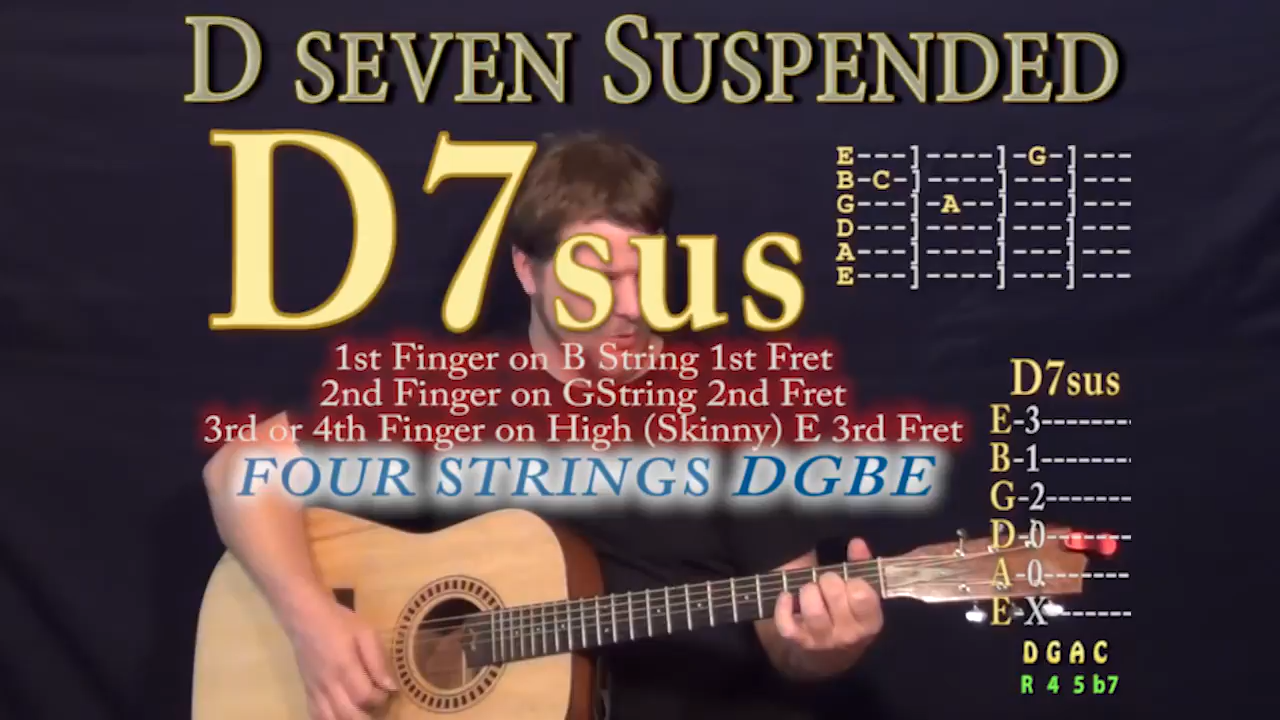 D SEVEN SUSPENDED
D7sus
E---]----]-G-]---
B-C-]----]---]---
G---]-A--]---]---
D---]----]---]---
A---]----]---]---
E---]----]---]---
1st Finger on B String 1st Fret
2nd Finger on GString 2nd Fret
3rd or 4th Finger on High (Skinny) E 3rd Fret
FOUR STRINGS DGBE
D7sus
E-3-------
B-1-------
G-2-------
D-0-------
A-0-------
E-X-------
D G A C
R 4 5 b7